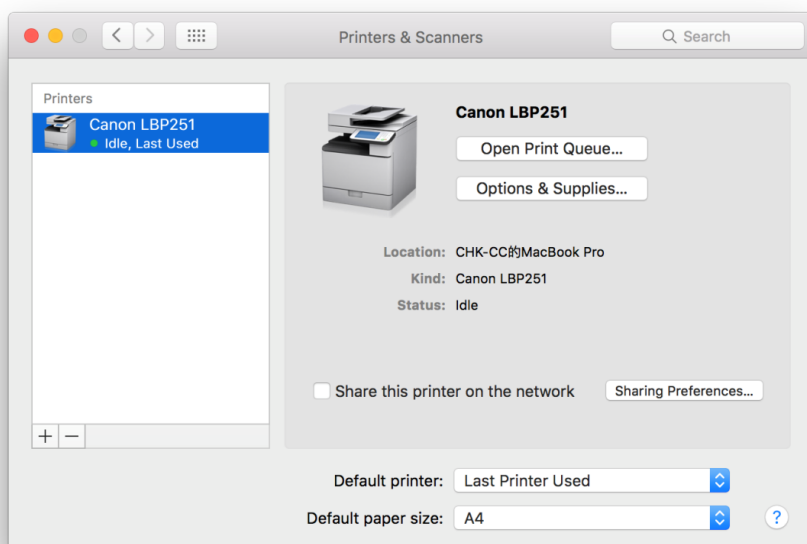 Printers & Scanners
Search
Printers
Canon LBP251
Idle, Last Used
Canon LBP251
Open Print Queue...
Options & Supplies...
Location: CHK-CC的MacBook Pro
Kind: Canon LBP251
Status: Idle
Share this printer on the network
Sharing Preferences...
+ −
Default printer: Last Printer Used
Default paper size: A4
?